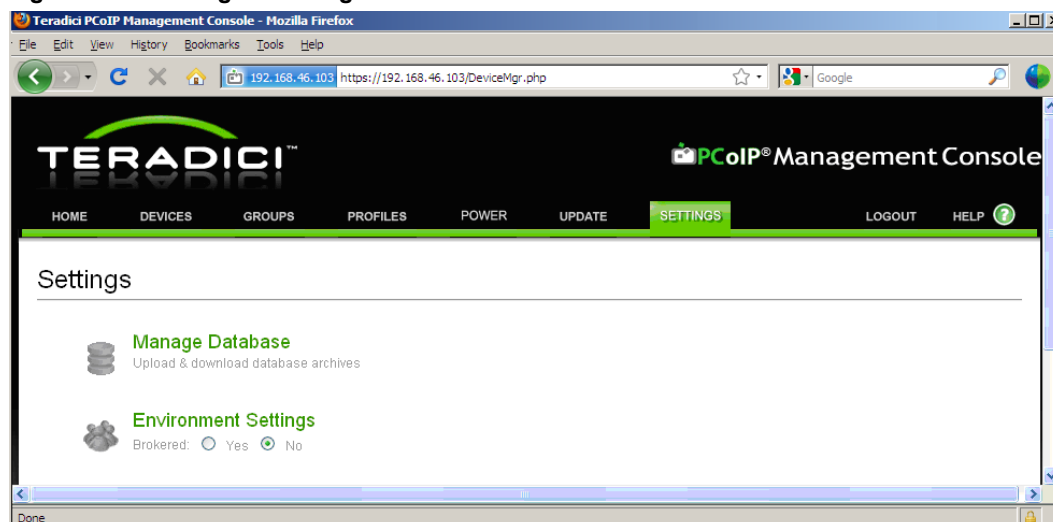 Teradici PCoIP Management Console - Mozilla Firefox
File Edit View History Bookmarks Tools Help
192.168.46.103 https://192.168.46.103/DeviceMgr.php Google
TERADICI™
PCoIP® Management Console
HOME DEVICES GROUPS PROFILES POWER UPDATE SETTINGS LOGOUT HELP ?
Settings
Manage Database
Upload & download database archives
Environment Settings
Brokered: Yes No
Done